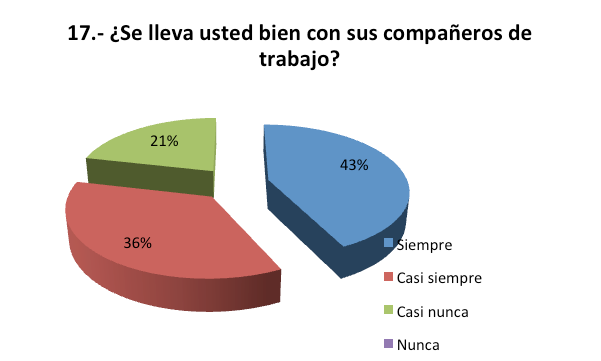 17.- ¿Se lleva usted bien con sus compañeros de
trabajo?
21%
43%
36%
Siempre
Casi siempre
Casi nunca
Nunca